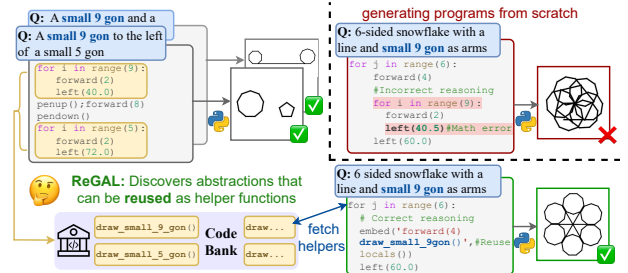 Q: A small 9 gon and a
Q: A small 9 gon to the left
of a small 5 gon
for i in range(9):
forward(2)
left(40.0)
penup();forward(8)
pendown()
for i in range(5):
forward(2)
left(72.0)
ReGAL: Discovers abstractions that
can be reused as helper functions
draw_small_9_gon()
draw_small_5_gon()
Code
Bank
draw...
draw...
fetch
helpers
generating programs from scratch
Q: 6-sided snowflake with a
line and small 9 gon as arms
for j in range(6):
forward(4)
#Incorrect reasoning
for i in range(9):
forward(2)
left(40.5)#Math error
left(60.0)
Q: 6 sided snowflake with a
line and small 9 gon as arms
for j in range(6):
# Correct reasoning
embed('forward(4)
draw_small_9gon()',#Reuse
locals())
left(60.0)